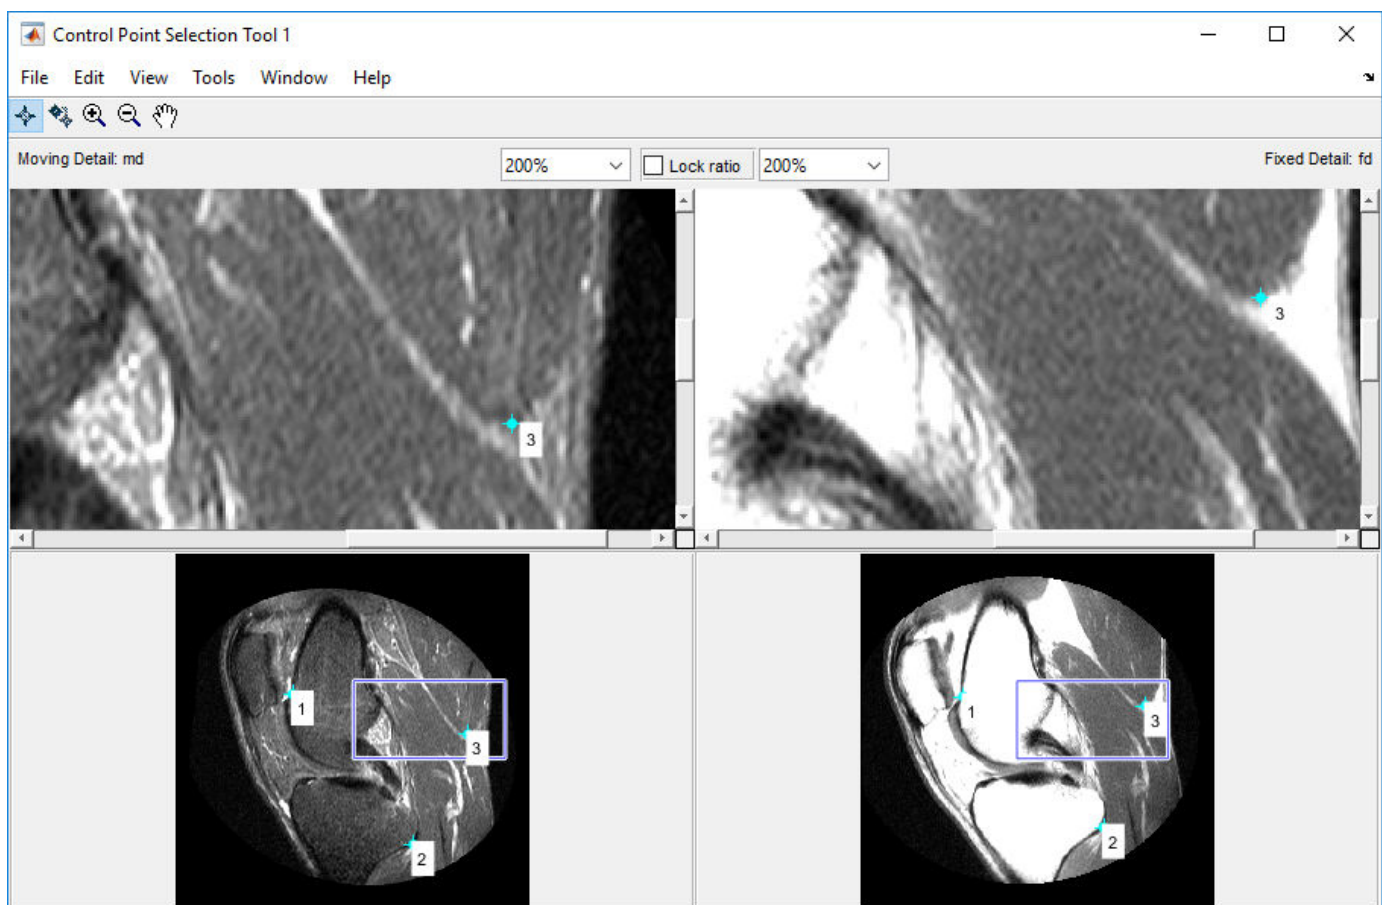 Control Point Selection Tool 1
File Edit View Tools Window Help
Moving Detail: md 200% Lock ratio 200% Fixed Detail: fd
3
3
1
3
2
1
3
2